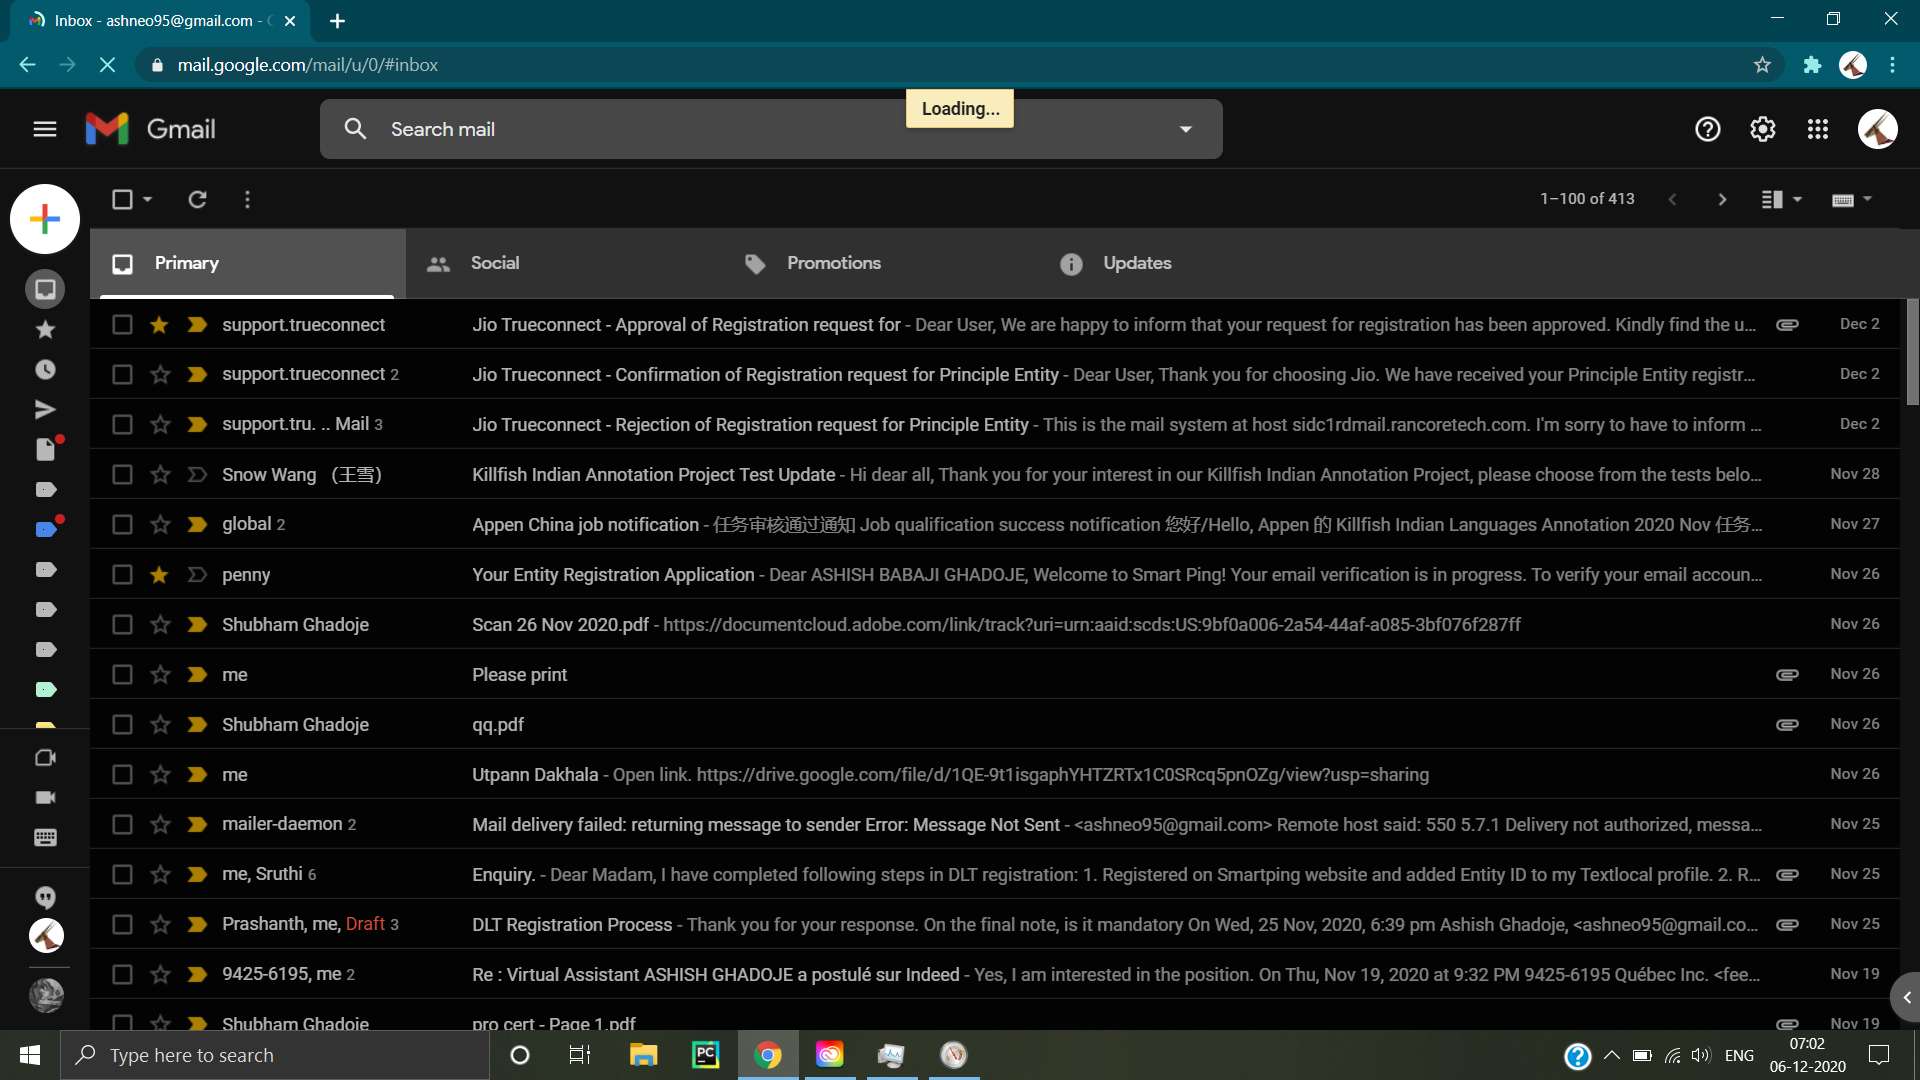 Inbox - ashneo95@gmail.com -
mail.google.com/mail/u/0/#inbox
Loading...
Gmail
Search mail
1–100 of 413
Primary
Social
Promotions
Updates
support.trueconnect Jio Trueconnect - Approval of Registration request for - Dear User, We are happy to inform that your request for registration has been approved. Kindly find the u... Dec 2
support.trueconnect 2 Jio Trueconnect - Confirmation of Registration request for Principle Entity - Dear User, Thank you for choosing Jio. We have received your Principle Entity registr... Dec 2
support.tru. .. Mail 3 Jio Trueconnect - Rejection of Registration request for Principle Entity - This is the mail system at host sidc1rdmail.rancoretech.com. I'm sorry to have to inform ... Dec 2
Snow Wang （王雪） Killfish Indian Annotation Project Test Update - Hi dear all, Thank you for your interest in our Killfish Indian Annotation Project, please choose from the tests belo... Nov 28
global 2 Appen China job notification - 任务审核通过通知 Job qualification success notification 您好/Hello, Appen 的 Killfish Indian Languages Annotation 2020 Nov 任务... Nov 27
penny Your Entity Registration Application - Dear ASHISH BABAJI GHADOJE, Welcome to Smart Ping! Your email verification is in progress. To verify your email accoun... Nov 26
Shubham Ghadoje Scan 26 Nov 2020.pdf - https://documentcloud.adobe.com/link/track?uri=urn:aaid:scds:US:9bf0a006-2a54-44af-a085-3bf076f287ff Nov 26
me Please print Nov 26
Shubham Ghadoje qq.pdf Nov 26
me Utpann Dakhala - Open link. https://drive.google.com/file/d/1QE-9t1isgaphYHTZRTx1C0SRcq5pnOZg/view?usp=sharing Nov 26
mailer-daemon 2 Mail delivery failed: returning message to sender Error: Message Not Sent - <ashneo95@gmail.com> Remote host said: 550 5.7.1 Delivery not authorized, messa... Nov 25
me, Sruthi 6 Enquiry. - Dear Madam, I have completed following steps in DLT registration: 1. Registered on Smartping website and added Entity ID to my Textlocal profile. 2. R... Nov 25
Prashanth, me, Draft 3 DLT Registration Process - Thank you for your response. On the final note, is it mandatory On Wed, 25 Nov, 2020, 6:39 pm Ashish Ghadoje, <ashneo95@gmail.co... Nov 25
9425-6195, me 2 Re : Virtual Assistant ASHISH GHADOJE a postulé sur Indeed - Yes, I am interested in the position. On Thu, Nov 19, 2020 at 9:32 PM 9425-6195 Québec Inc. <fee... Nov 19
Shubham Ghadoje pro cert - Page 1.pdf Nov 19
Type here to search
PC
ENG
07:02
06-12-2020